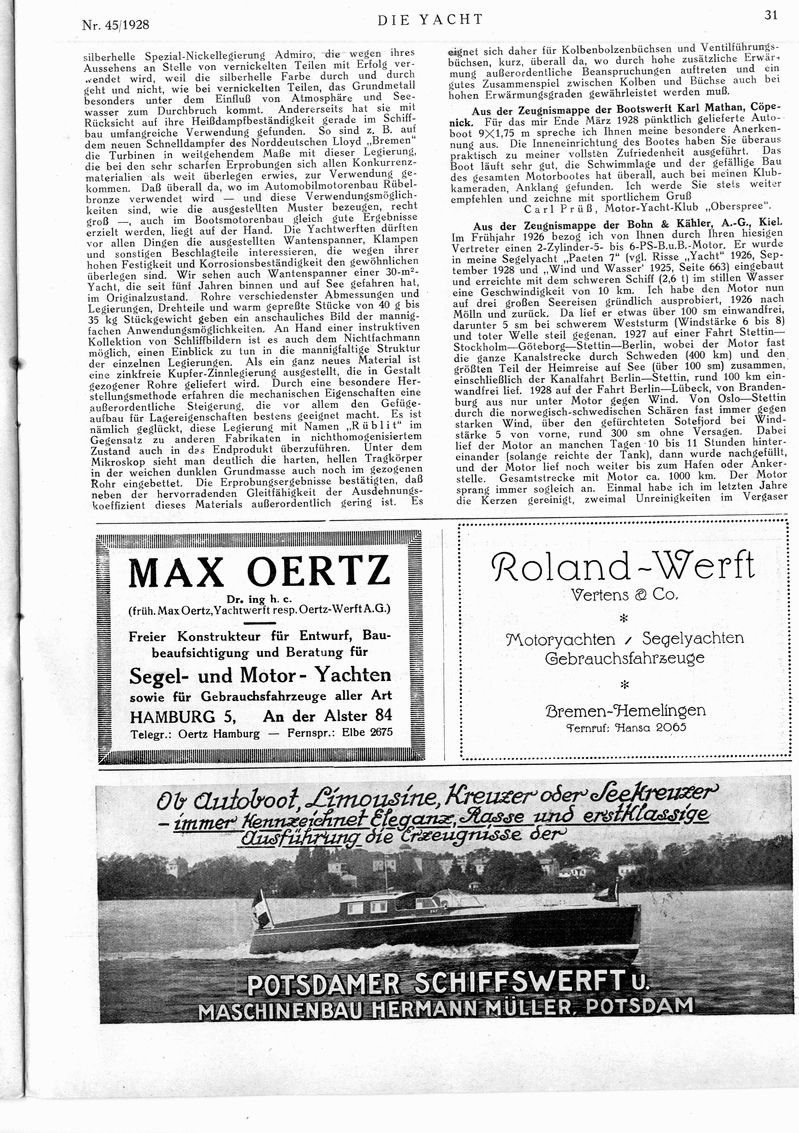 Nr. 45/1928
DIE YACHT
31
silberhelle Spezial-Nickellegierung Admiro, die wegen ihres
Aussehens an Stelle von vernickelten Teilen mit Erfolg ver-
wendet wird, weil die silberhelle Farbe durch und durch
geht und nicht, wie bei vernickelten Teilen, das Grundmetall
besonders unter dem Einfluß von Atmosphäre und See-
wasser zum Durchbruch kommt. Andererseits hat sie mit
Rücksicht auf ihre Heißdampfbeständigkeit gerade im Schiff-
bau umfangreiche Verwendung gefunden. So sind z. B. auf
dem neuen Schnelldampfer des Norddeutschen Lloyd „Bremen"
die Turbinen in weitgehendem Maße mit dieser Legierung,
die bei den sehr scharfen Erprobungen sich allen Konkurrenz-
materialien als weit überlegen erwies, zur Verwendung ge-
kommen. Daß überall da, wo im Automobilmotorenbau Rübel-
bronze verwendet wird — und diese Verwendungsmöglich-
keiten sind, wie die ausgestellten Muster bezeugen, recht
groß —, auch im Bootsmotorenbau gleich gute Ergebnisse
erzielt werden, liegt auf der Hand. Die Yachtwerften dürften
vor allen Dingen die ausgestellten Wantenspanner, Klampen
und sonstigen Beschlagteile interessieren, die wegen ihrer
hohen Festigkeit und Korrosionsbeständigkeit den gewöhnlichen
überlegen sind. Wir sehen auch Wantenspanner einer 30-m²-
Yacht, die seit fünf Jahren binnen und auf See gefahren hat,
im Originalzustand. Rohre verschiedenster Abmessungen und
Legierungen, Drehteile und warm gepreßte Stücke von 40 g bis
35 kg Stückgewicht geben ein anschauliches Bild der mannig-
fachen Anwendungsmöglichkeiten. An Hand einer instruktiven
Kollektion von Schliffbildern ist es auch dem Nichtfachmann
möglich, einen Einblick zu tun in die mannigfaltige Struktur
der einzelnen Legierungen. Als ein ganz neues Material ist
eine zinkfreie Kupfer-Zinnlegierung ausgestellt, die in Gestalt
gezogener Rohre geliefert wird. Durch eine besondere Her-
stellungsmethode erfahren die mechanischen Eigenschaften eine
außerordentliche Steigerung, die vor allem den Gefüge-
aufbau für Lagereigenschaften bestens geeignet macht. Es ist
nämlich geglückt, diese Legierung mit Namen „Rüblit" im
Gegensatz zu anderen Fabrikaten in nichthomogenisiertem
Zustand auch in das Endprodukt überzuführen. Unter dem
Mikroskop sieht man deutlich die harten, hellen Tragkörper
in der weichen dunklen Grundmasse auch noch im gezogenen
Rohr eingebettet. Die Erprobungsergebnisse bestätigten, daß
neben der hervorradenden Gleitfähigkeit der Ausdehnungs-
koeffizient dieses Materials außerordentlich gering ist. Es
eignet sich daher für Kolbenbolzenbüchsen und Ventilführungs-
büchsen, kurz, überall da, wo durch hohe zusätzliche Erwär-
mung außerordentliche Beanspruchungen auftreten und ein
gutes Zusammenspiel zwischen Kolben und Büchse auch bei
hohen Erwärmungsgraden gewährleistet werden muß.
Aus der Zeugnismappe der Bootswerft Karl Mathan, Cöpe-
nick. Für das mir Ende März 1928 pünktlich gelieferte Auto-
boot 9×1,75 m spreche ich Ihnen meine besondere Anerken-
nung aus. Die Inneneinrichtung des Bootes haben Sie überaus
praktisch zu meiner vollsten Zufriedenheit ausgeführt. Das
Boot läuft sehr gut, die Schwimmlage und der gefällige Bau
des gesamten Motorbootes hat überall, auch bei meinen Klub-
kameraden, Anklang gefunden. Ich werde Sie stets weiter
empfehlen und zeichne mit sportlichem Gruß
Carl Prüß, Motor-Yacht-Klub „Oberspree".
Aus der Zeugnismappe der Bohn & Kähler, A.-G., Kiel.
Im Frühjahr 1926 bezog ich von Ihnen durch Ihren hiesigen
Vertreter einen 2-Zylinder-5- bis 6-PS-B.u.B.-Motor. Er wurde
in meine Segelyacht „Paeten 7" (vgl. Risse „Yacht" 1926, Sep-
tember 1928 und „Wind und Wasser' 1925, Seite 663) eingebaut
und erreichte mit dem schweren Schiff (2,6 t) im stillen Wasser
eine Geschwindigkeit von 10 km. Ich habe den Motor nun
auf drei großen Seereisen gründlich ausprobiert, 1926 nach
Mölln und zurück. Da lief er etwas über 100 sm einwandfrei,
darunter 5 sm bei schwerem Weststurm (Windstärke 6 bis 8)
und toter Welle steil gegenan. 1927 auf einer Fahrt Stettin—
Stockholm—Göteborg—Stettin—Berlin, wobei der Motor fast
die ganze Kanalstrecke durch Schweden (400 km) und den
größten Teil der Heimreise auf See (über 100 sm) zusammen,
einschließlich der Kanalfahrt Berlin—Stettin, rund 100 km ein-
wandfrei lief. 1928 auf der Fahrt Berlin—Lübeck, von Branden-
burg aus nur unter Motor gegen Wind. Von Oslo—Stettin
durch die norwegisch-schwedischen Schären fast immer gegen
starken Wind, über den gefürchteten Sotefjord bei Wind-
stärke 5 von vorne, rund 300 sm ohne Versagen. Dabei
lief der Motor an manchen Tagen 10 bis 11 Stunden hinter-
einander (solange reichte der Tank), dann wurde nachgefüllt,
und der Motor lief noch weiter bis zum Hafen oder Anker-
stelle. Gesamtstrecke mit Motor ca. 1000 km. Der Motor
sprang immer sogleich an. Einmal habe ich im letzten Jahre
die Kerzen gereinigt, zweimal Unreinigkeiten im Vergaser
MAX OERTZ
Dr. ing h. c.
(früh. Max Oertz, Yachtwerft resp. Oertz-Werft A.G.)
Freier Konstrukteur für Entwurf, Bau-
beaufsichtigung und Beratung für
Segel- und Motor-Yachten
sowie für Gebrauchsfahrzeuge aller Art
HAMBURG 5, An der Alster 84
Telegr.: Oertz Hamburg — Fernspr.: Elbe 2675
Roland-Werft
Vertens & Co.
*
Motoryachten / Segelyachten
Gebrauchsfahrzeuge
*
Bremen-Hemelingen
Fernruf: Hansa 2065
Ob Autoboot, Limousine, Kreuzer oder Seekreuzer
– immer kennzeichnet Eleganz, Rasse und erstklassige
Ausführung die Erzeugnisse der
POTSDAMER SCHIFFSWERFT U.
MASCHINENBAU HERMANN MÜLLER, POTSDAM